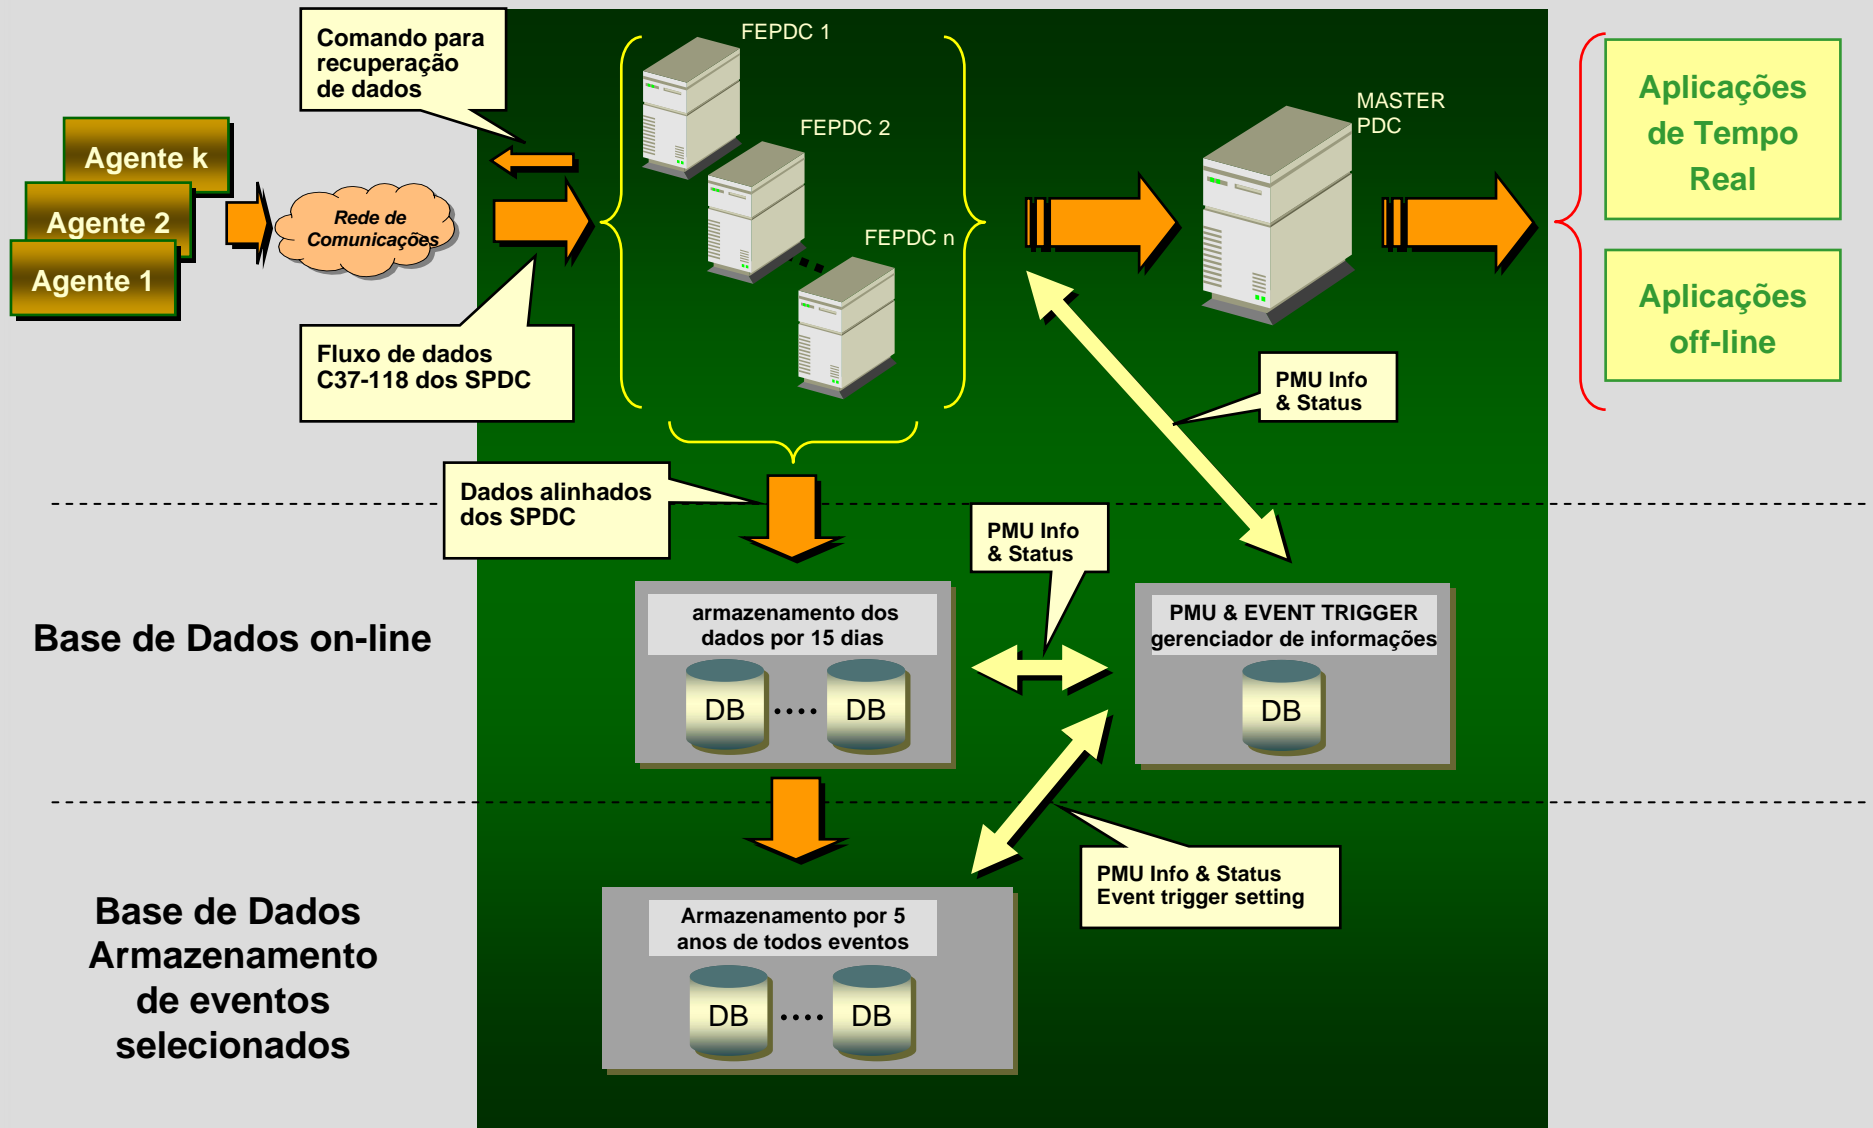 Comando para
recuperação
de dados
FEPDC 1
FEPDC 2
FEPDC n
MASTER
PDC
Aplicações
de Tempo
Real
Aplicações
off-line
Agente k
Agente 2
Agente 1
Rede de
Comunicações
Fluxo de dados
C37-118 dos SPDC
PMU Info
& Status
Dados alinhados
dos SPDC
PMU Info
& Status
Base de Dados on-line
armazenamento dos
dados por 15 dias
DB .... DB
PMU & EVENT TRIGGER
gerenciador de informações
DB
PMU Info & Status
Event trigger setting
Base de Dados
Armazenamento
de eventos
selecionados
Armazenamento por 5
anos de todos eventos
DB .... DB